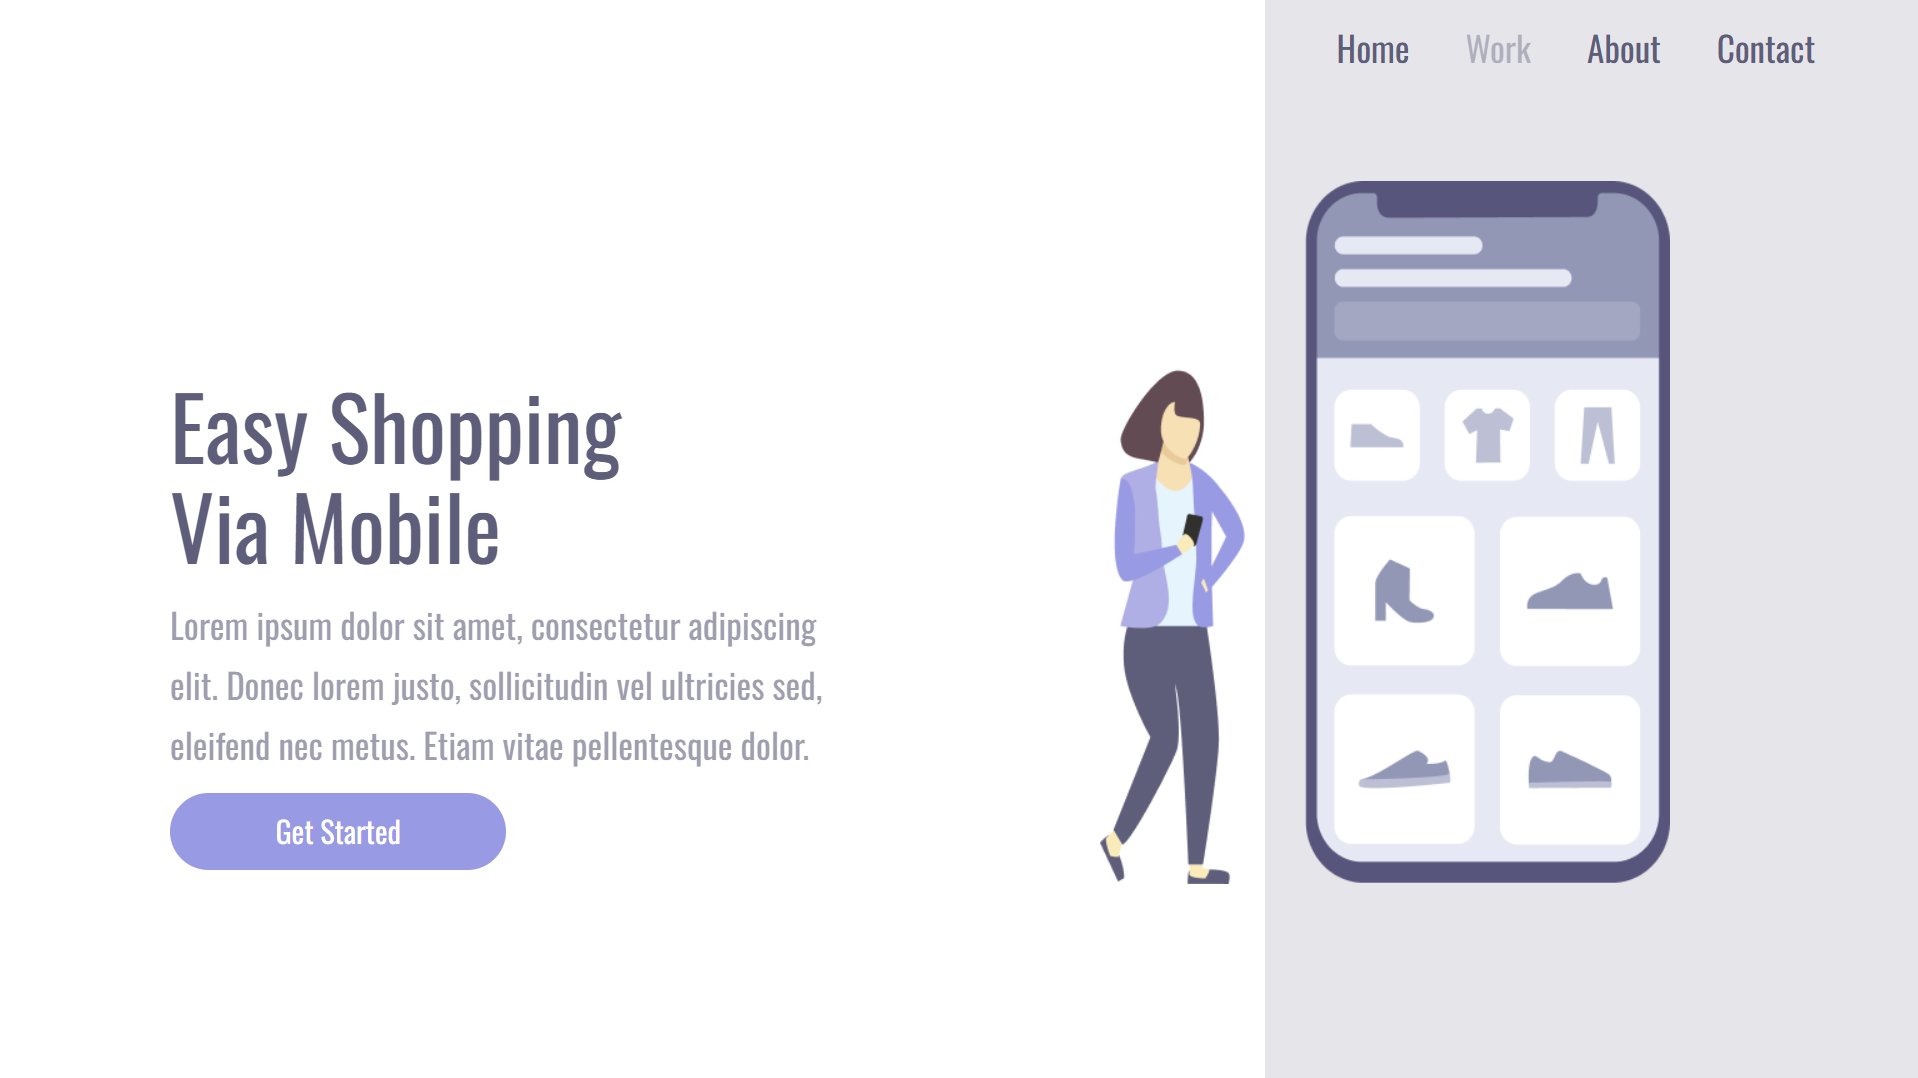 Home Work About Contact
Easy Shopping
Via Mobile
Lorem ipsum dolor sit amet, consectetur adipiscing
elit. Donec lorem justo, sollicitudin vel ultricies sed,
eleifend nec metus. Etiam vitae pellentesque dolor.
Get Started